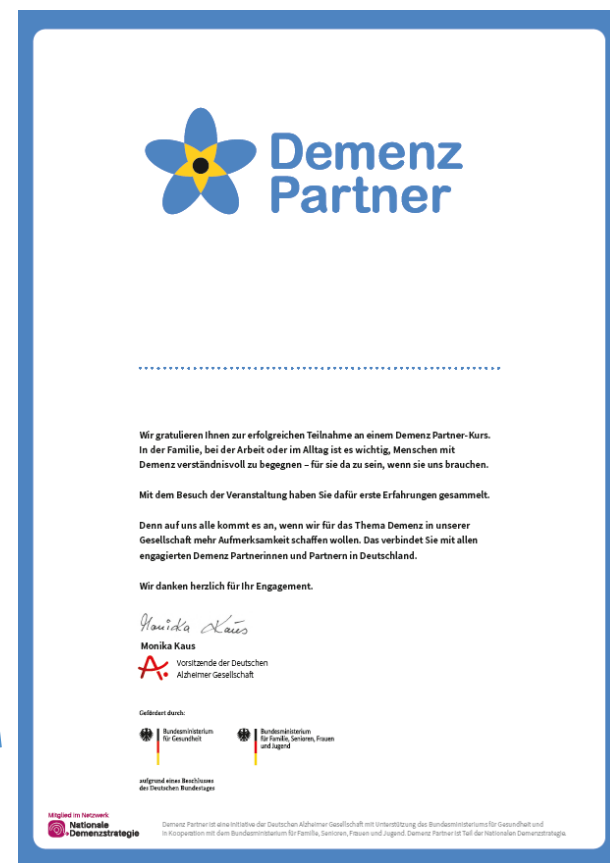 Demenz
Partner
Wir gratulieren Ihnen zur erfolgreichen Teilnahme an einem Demenz Partner-Kurs.
In der Familie, bei der Arbeit oder im Alltag ist es wichtig, Menschen mit
Demenz verständnisvoll zu begegnen – für sie da zu sein, wenn sie uns brauchen.
Mit dem Besuch der Veranstaltung haben Sie dafür erste Erfahrungen gesammelt.
Denn auf uns alle kommt es an, wenn wir für das Thema Demenz in unserer
Gesellschaft mehr Aufmerksamkeit schaffen wollen. Das verbindet Sie mit allen
engagierten Demenz Partnerinnen und Partnern in Deutschland.
Wir danken herzlich für Ihr Engagement.
Monika Kaus
Monika Kaus
Vorsitzende der Deutschen
Alzheimer Gesellschaft
Gefördert durch:
Bundesministerium
für Gesundheit
Bundesministerium
für Familie, Senioren, Frauen
und Jugend
aufgrund eines Beschlusses
des Deutschen Bundestages
Mitglied im Netzwerk
Nationale
Demenzstrategie
Demenz Partner ist eine Initiative der Deutschen Alzheimer Gesellschaft mit Unterstützung des Bundesministeriums für Gesundheit und
in Kooperation mit dem Bundesministerium für Familie, Senioren, Frauen und Jugend. Demenz Partner ist Teil der Nationalen Demenzstrategie.